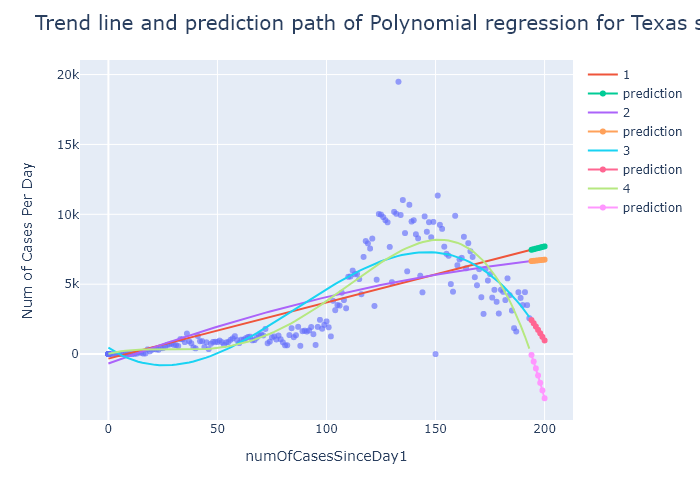 Trend line and prediction path of Polynomial regression for Texas s
20k
15k
10k
5k
0
0
50
100
150
200
Num of Cases Per Day
numOfCasesSinceDay1
1
prediction
2
prediction
3
prediction
4
prediction